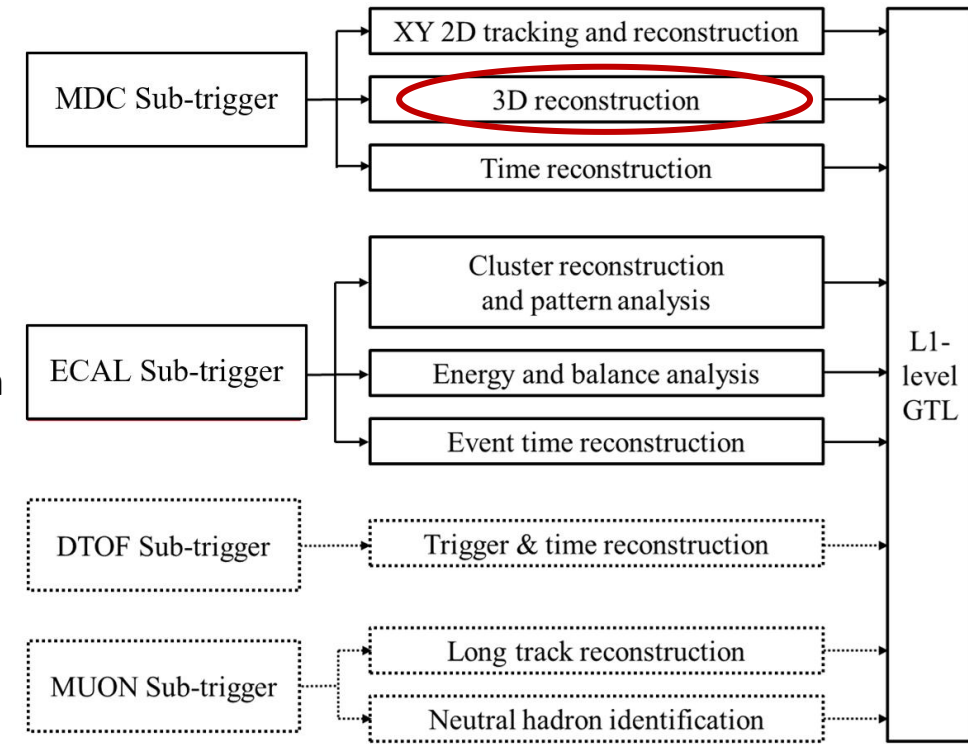 XY 2D tracking and reconstruction
MDC Sub-trigger
3D reconstruction
Time reconstruction
Cluster reconstruction
and pattern analysis
ECAL Sub-trigger
Energy and balance analysis
Event time reconstruction
DTOF Sub-trigger
Trigger & time reconstruction
MUON Sub-trigger
Long track reconstruction
Neutral hadron identification
L1-
level
GTL